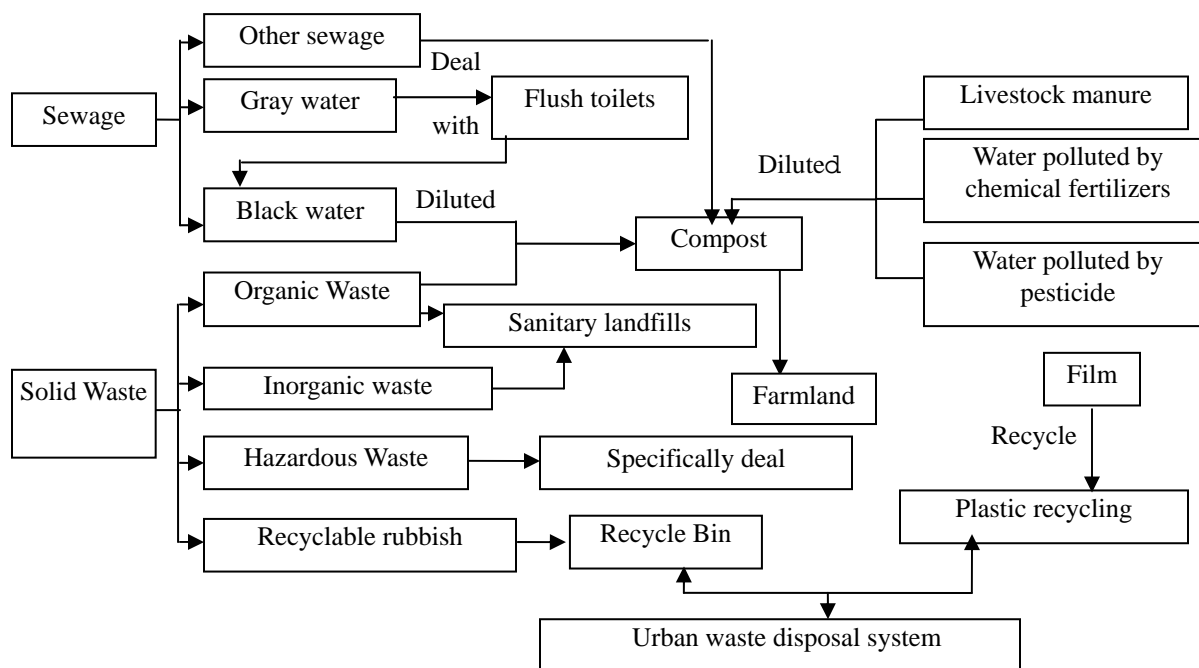 Other sewage
Deal
Sewage
Gray water
Flush toilets
with
Livestock manure
Water polluted by
chemical fertilizers
Diluted
Black water
Diluted
Compost
Water polluted by
pesticide
Organic Waste
Sanitary landfills
Solid Waste
Inorganic waste
Farmland
Film
Recycle
Hazardous Waste
Specifically deal
Plastic recycling
Recyclable rubbish
Recycle Bin
Urban waste disposal system